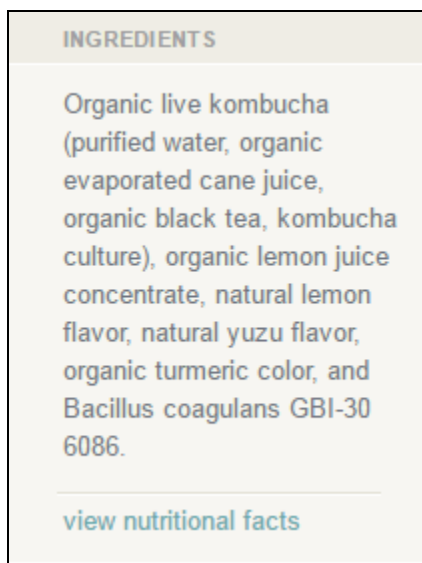 INGREDIENTS
Organic live kombucha
(purified water, organic
evaporated cane juice,
organic black tea, kombucha
culture), organic lemon juice
concentrate, natural lemon
flavor, natural yuzu flavor,
organic turmeric color, and
Bacillus coagulans GBI-30
6086.
view nutritional facts